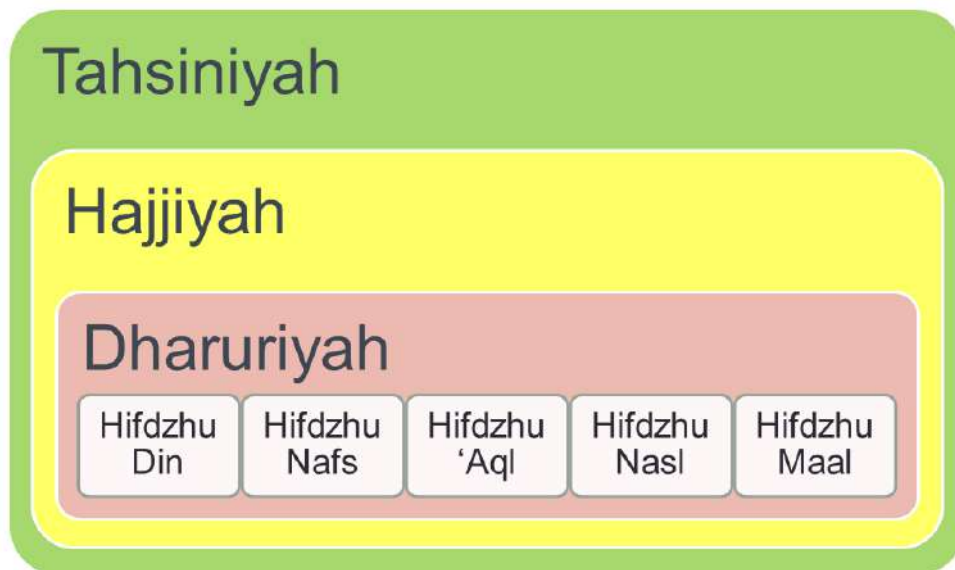 Tahsiniyah
Hajjiyah
Dharuriyah
Hifdzhu
Din
Hifdzhu
Nafs
Hifdzhu
‘Aql
Hifdzhu
Nasl
Hifdzhu
Maal